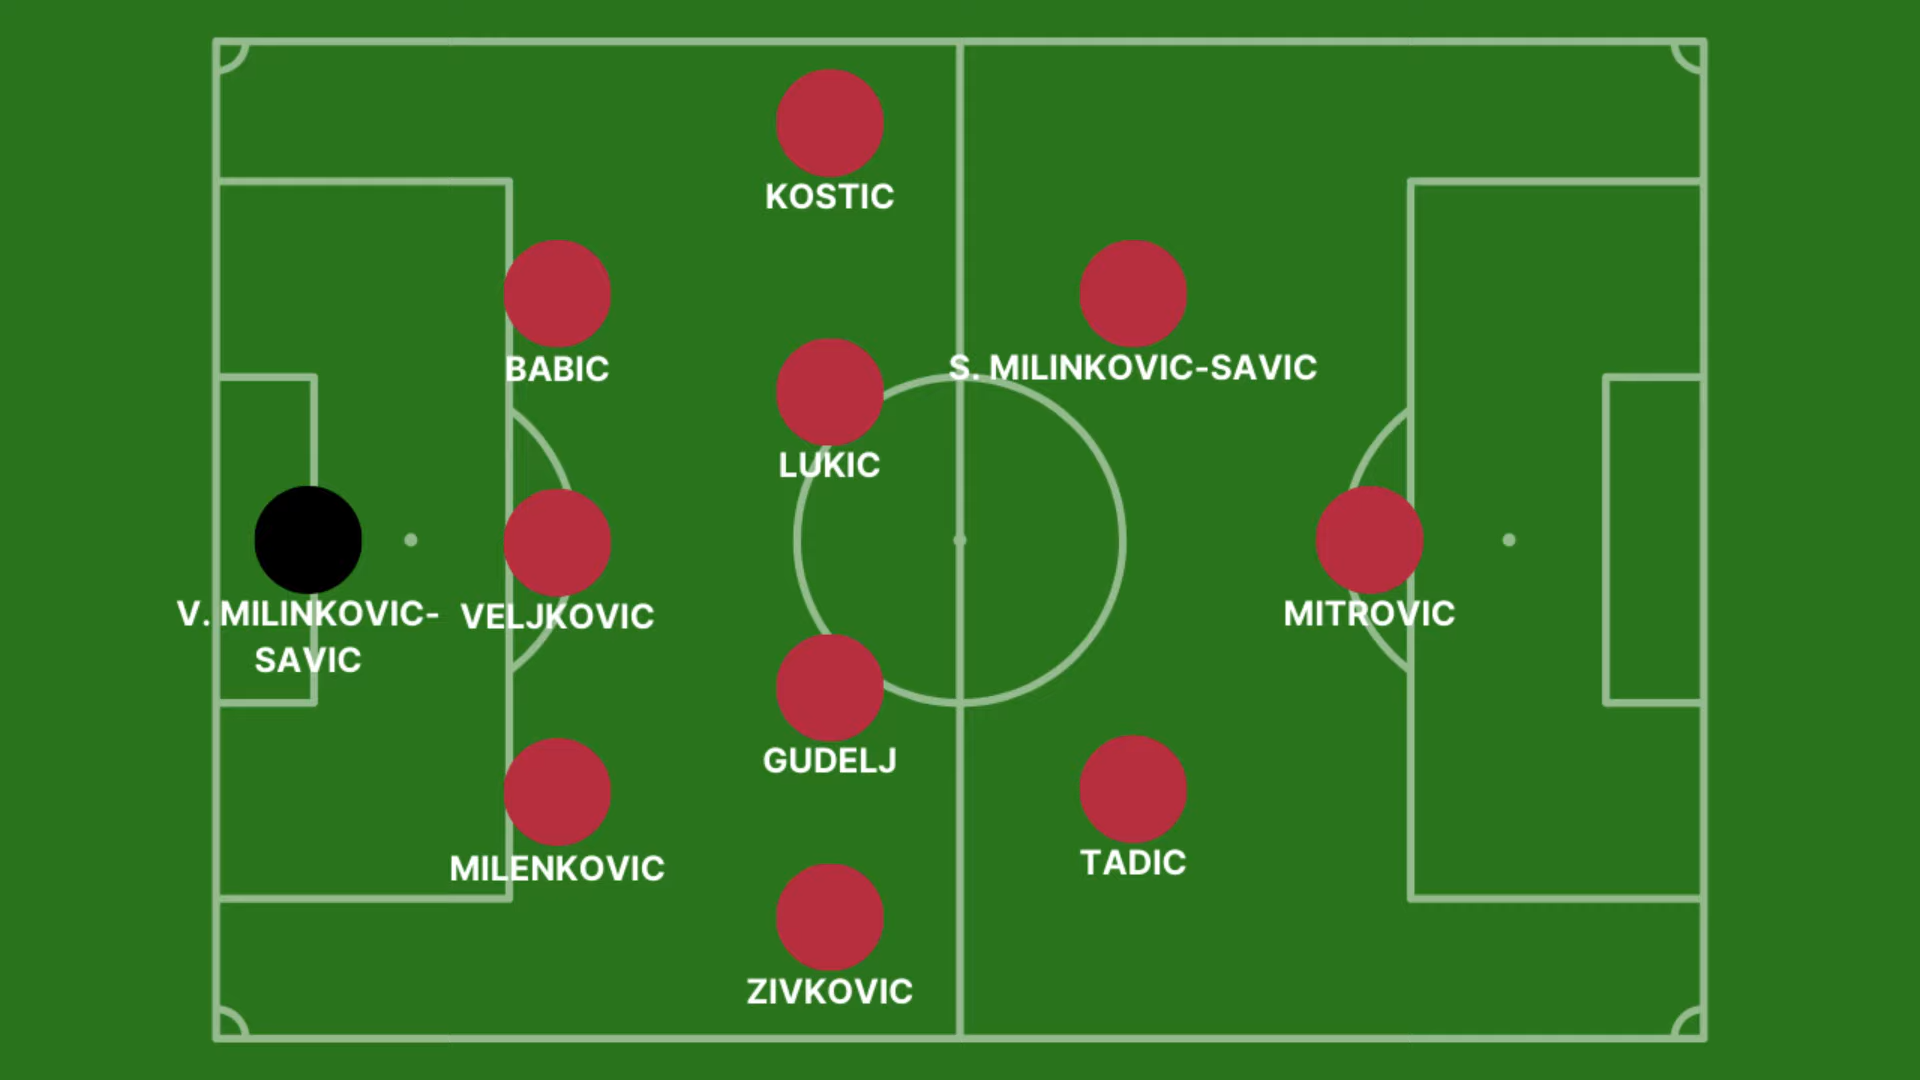 KOSTIC
BABIC
S. MILINKOVIC-SAVIC
LUKIC
V. MILINKOVIC-
SAVIC
VELJKOVIC
MITROVIC
GUDELJ
MILENKOVIC
TADIC
ZIVKOVIC